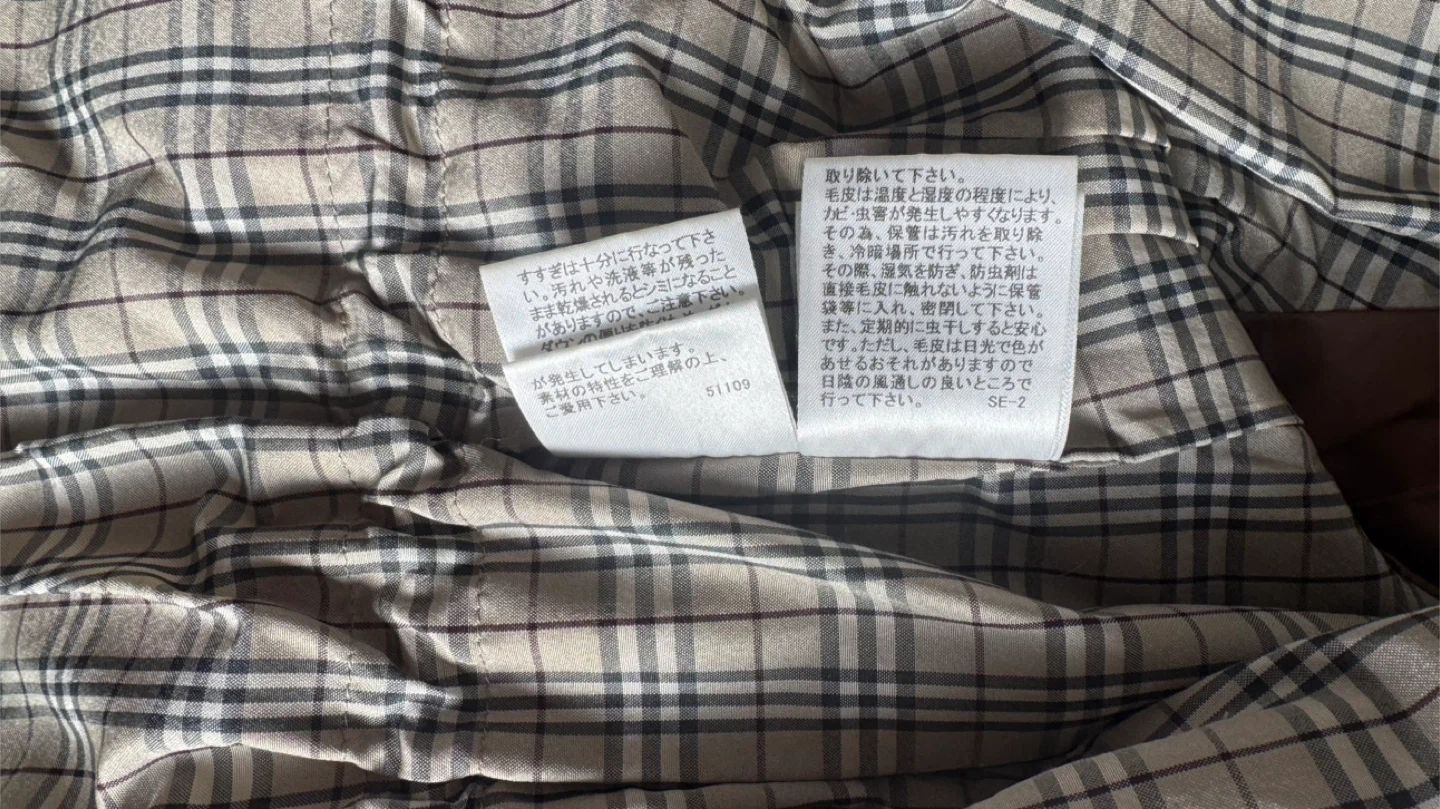 すすぎは十分に行なって下さ
い。汚れや洗液等が残った
まま乾燥されるとシミになること
がありますので、ご注意下さい。
が発生してしまいます。
素材の特性をご理解の上、
ご愛用下さい。 51109
取り除いて下さい。
毛皮は温度と湿度の程度により、
カビ・虫害が発生しやすくなります。
その為、保管は汚れを取り除
き、冷暗場所で行って下さい。
その際、湿気を防ぎ、防虫剤は
直接毛皮に触れないように保管
袋等に入れ、密閉して下さい。
また、定期的に虫干しすると安心
です。ただし、毛皮は日光で色が
あせるおそれがありますので
日陰の風通しの良いところで
行って下さい。 SE-2